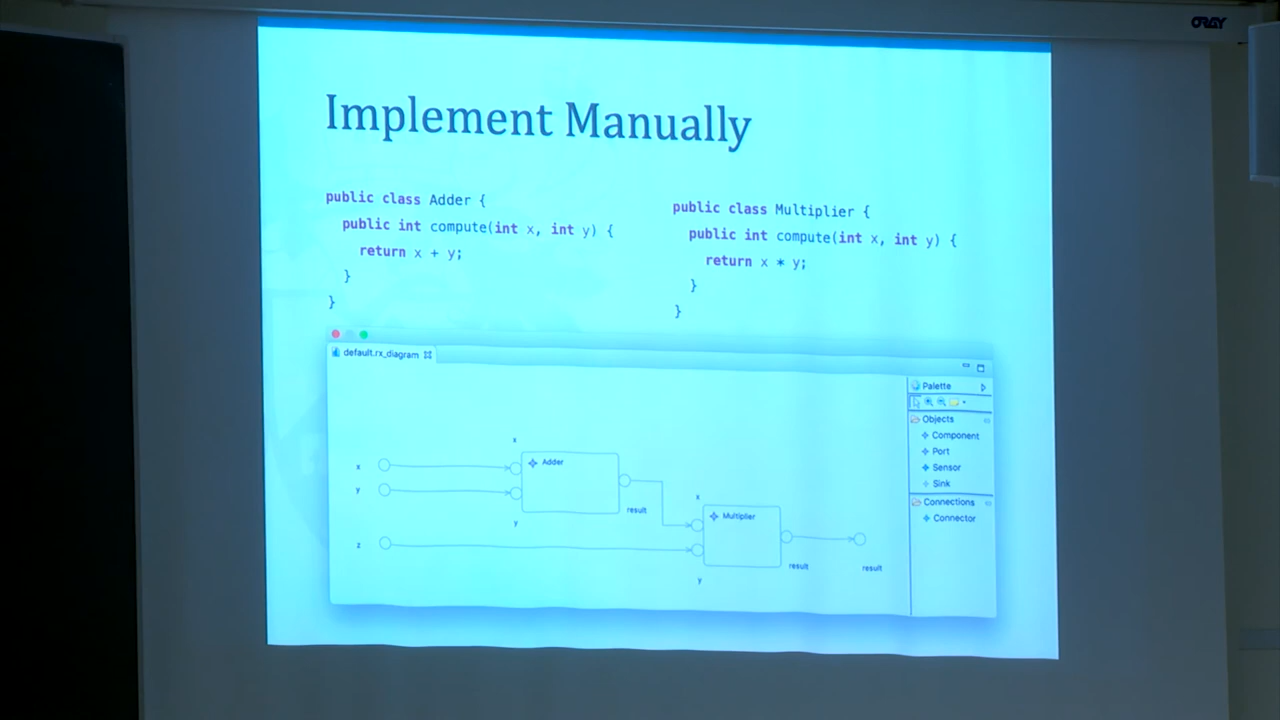 ORAY
Implement Manually
public class Adder {
public int compute(int x, int y) {
return x + y;
}
}
public class Multiplier {
public int compute(int x, int y) {
return x * y;
}
}
default.rx_diagram
Palette
Objects
Component
Port
Sensor
Sink
Connections
Connector
x
x
Adder
y
y
result
z
x
Multiplier
y
result
result